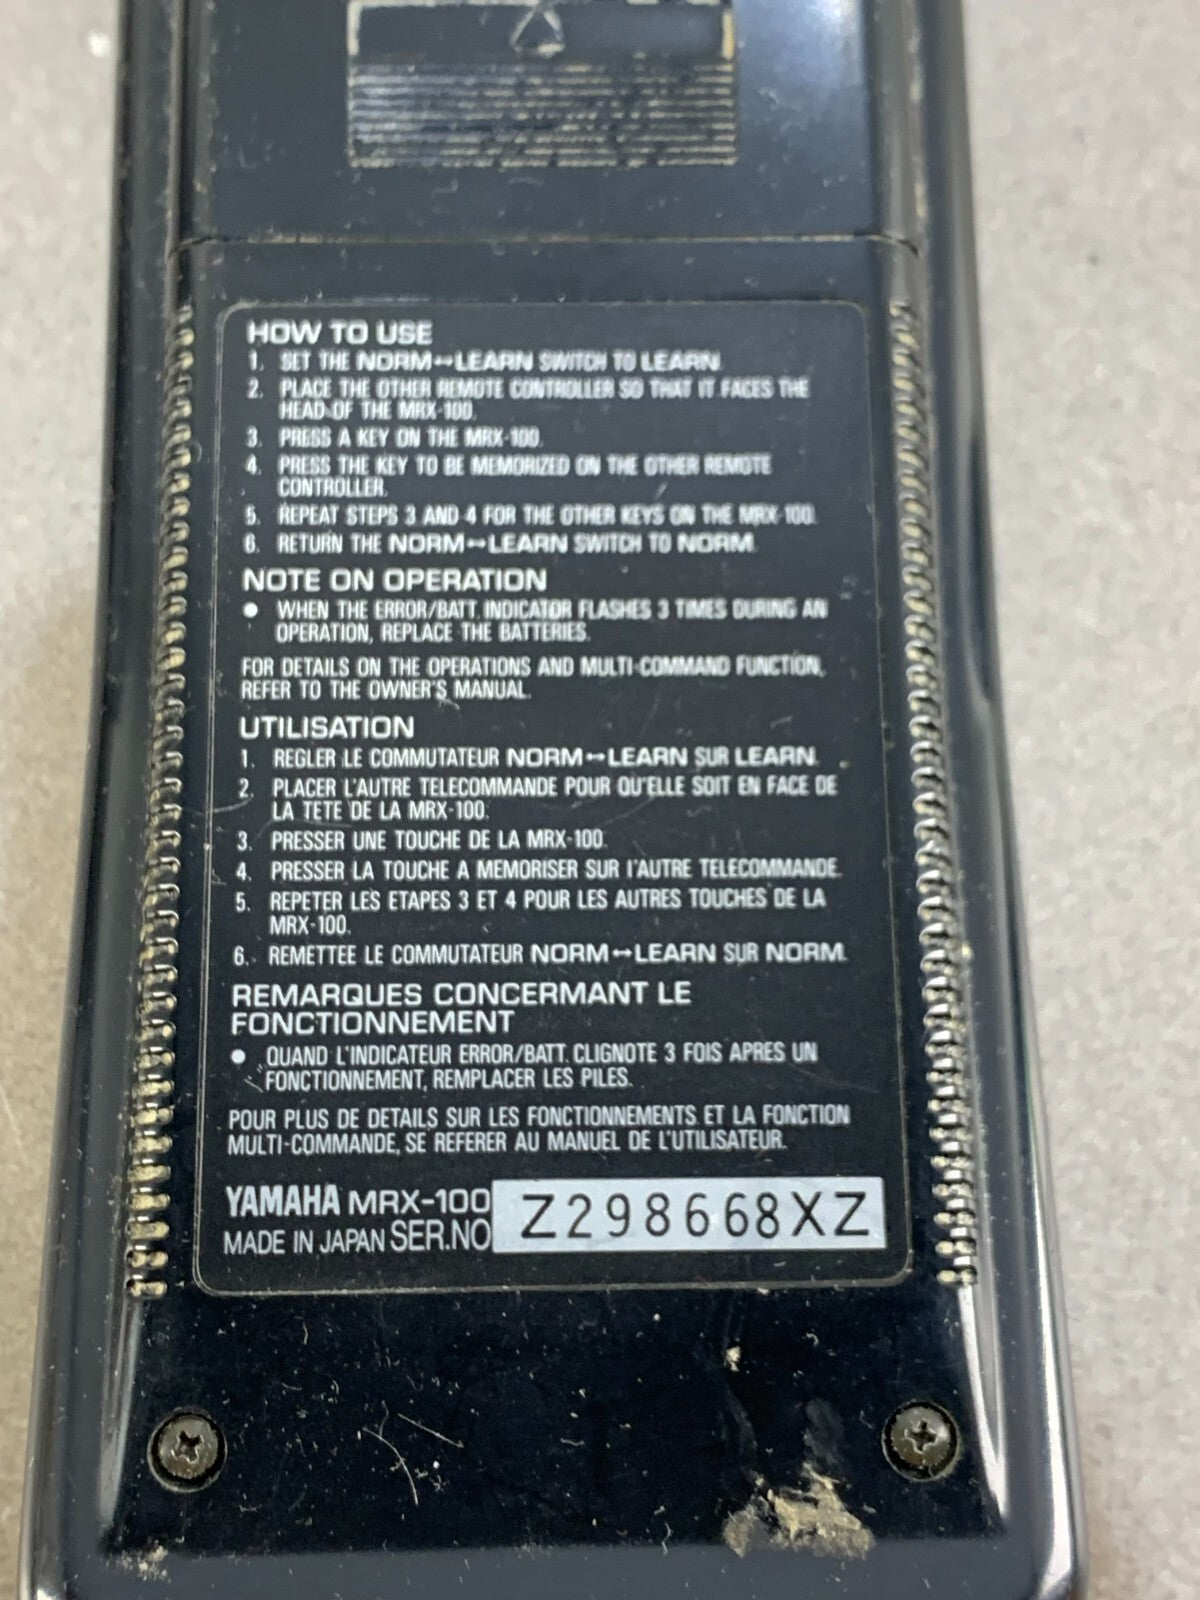 HOW TO USE
1. SET THE NORM↔LEARN SWITCH TO LEARN.
2. PLACE THE OTHER REMOTE CONTROLLER SO THAT IT FACES THE
HEAD OF THE MRX-100.
3. PRESS A KEY ON THE MRX-100.
4. PRESS THE KEY TO BE MEMORIZED ON THE OTHER REMOTE
CONTROLLER.
5. REPEAT STEPS 3 AND 4 FOR THE OTHER KEYS ON THE MRX-100.
6. RETURN THE NORM↔LEARN SWITCH TO NORM.
NOTE ON OPERATION
● WHEN THE ERROR/BATT. INDICATOR FLASHES 3 TIMES DURING AN
OPERATION, REPLACE THE BATTERIES.
FOR DETAILS ON THE OPERATIONS AND MULTI-COMMAND FUNCTION,
REFER TO THE OWNER'S MANUAL.
UTILISATION
1. REGLER LE COMMUTATEUR NORM↔LEARN SUR LEARN.
2. PLACER L'AUTRE TELECOMMANDE POUR QU'ELLE SOIT EN FACE DE
LA TETE DE LA MRX-100.
3. PRESSER UNE TOUCHE DE LA MRX-100.
4. PRESSER LA TOUCHE A MEMORISER SUR l'AUTRE TELECOMMANDE.
5. REPETER LES ETAPES 3 ET 4 POUR LES AUTRES TOUCHES DE LA
MRX-100.
6. REMETTEE LE COMMUTATEUR NORM↔LEARN SUR NORM.
REMARQUES CONCERMANT LE
FONCTIONNEMENT
● QUAND L'INDICATEUR ERROR/BATT. CLIGNOTE 3 FOIS APRES UN
FONCTIONNEMENT, REMPLACER LES PILES.
POUR PLUS DE DETAILS SUR LES FONCTIONNEMENTS ET LA FONCTION
MULTI-COMMANDE, SE REFERER AU MANUEL DE L'UTILISATEUR.
YAMAHA MRX-100
MADE IN JAPAN SER.NO Z298668XZ